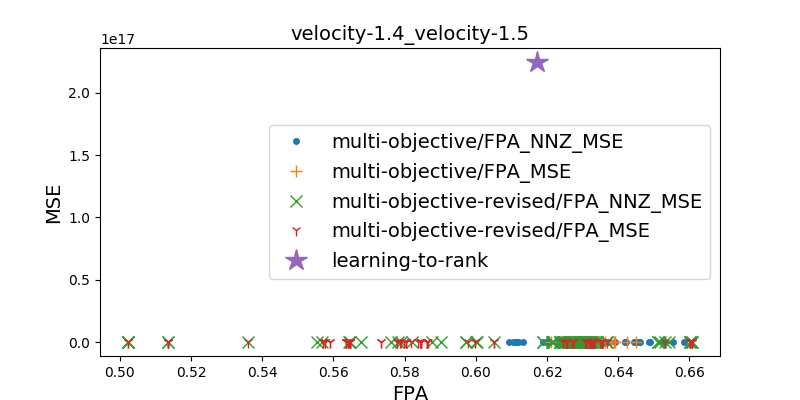 velocity-1.4_velocity-1.5
1e17
2.0
1.5
1.0
0.5
0.0
MSE
multi-objective/FPA_NNZ_MSE
multi-objective/FPA_MSE
multi-objective-revised/FPA_NNZ_MSE
multi-objective-revised/FPA_MSE
learning-to-rank
0.50 0.52 0.54 0.56 0.58 0.60 0.62 0.64 0.66
FPA